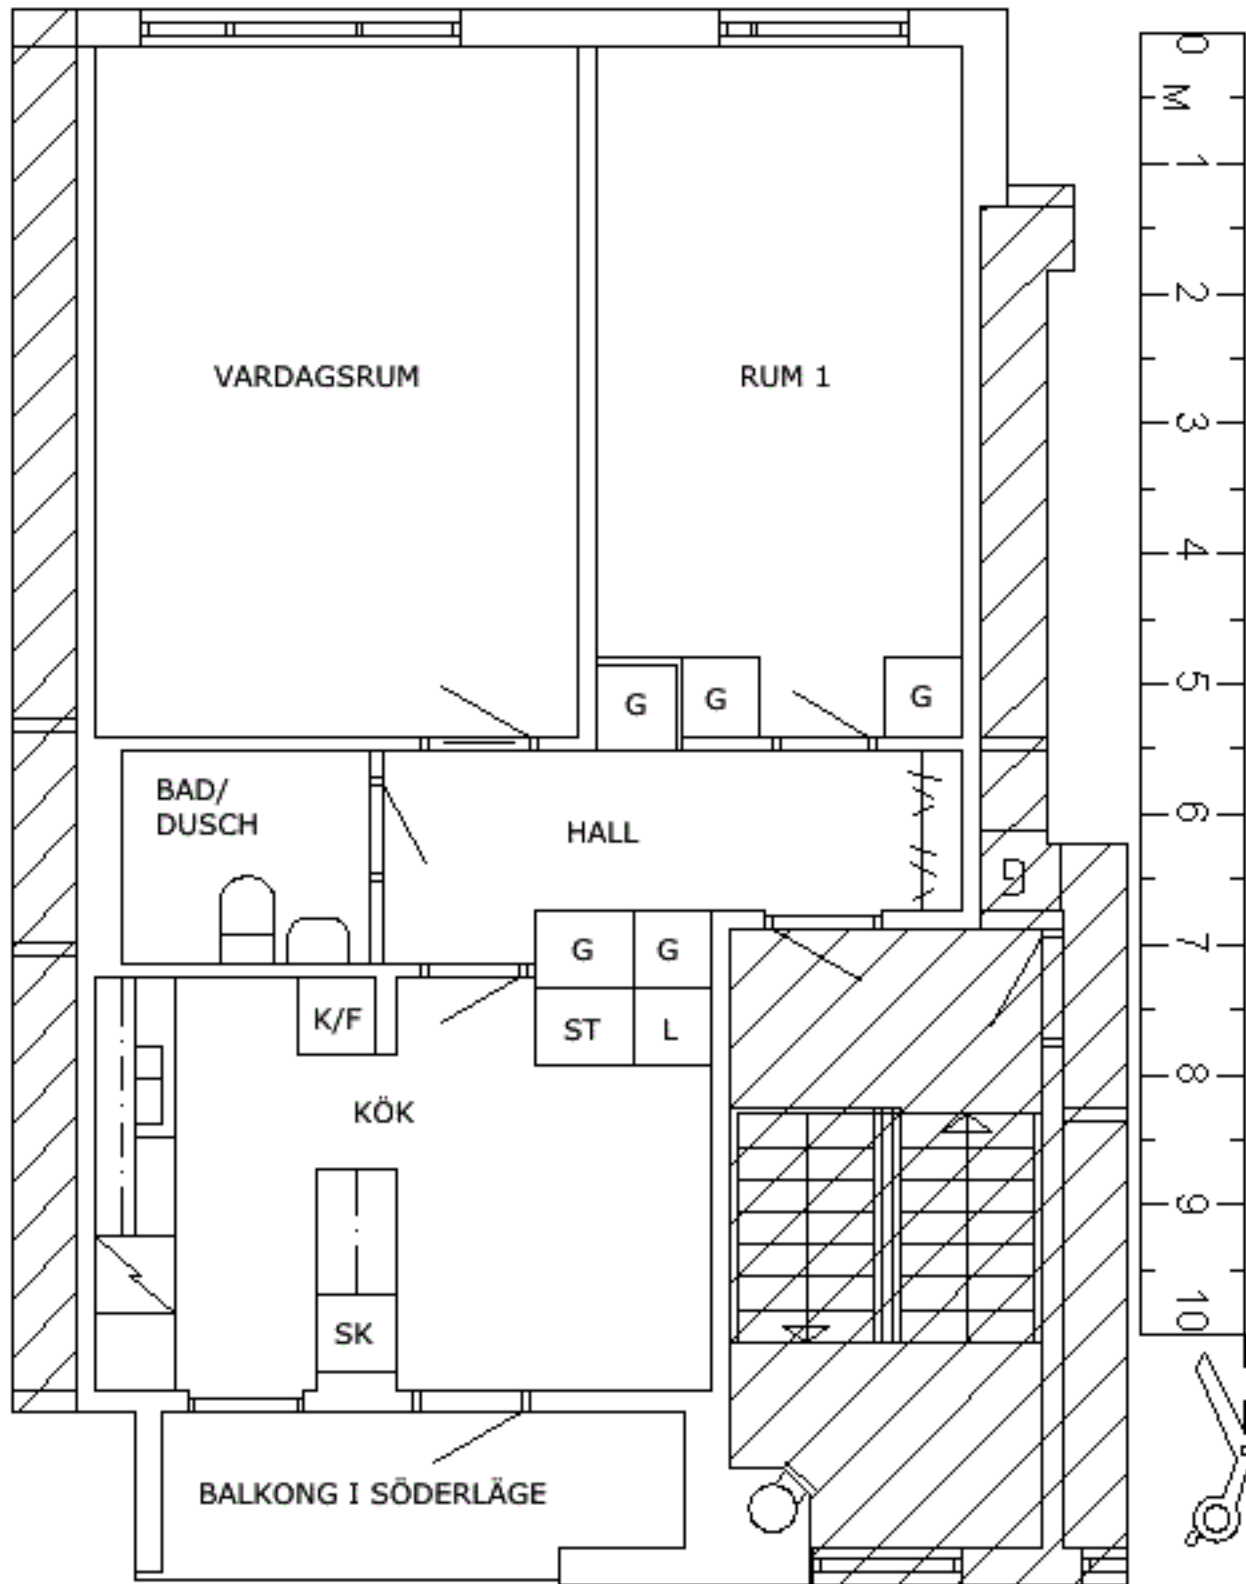 VARDAGSRUM
RUM 1
G
G
G
BAD/
DUSCH
HALL
G
G
G
ST
L
K/F
KÖK
SK
BALKONG I SÖDERLÄGE
0 M 1 2 3 4 5 6 7 8 9 10